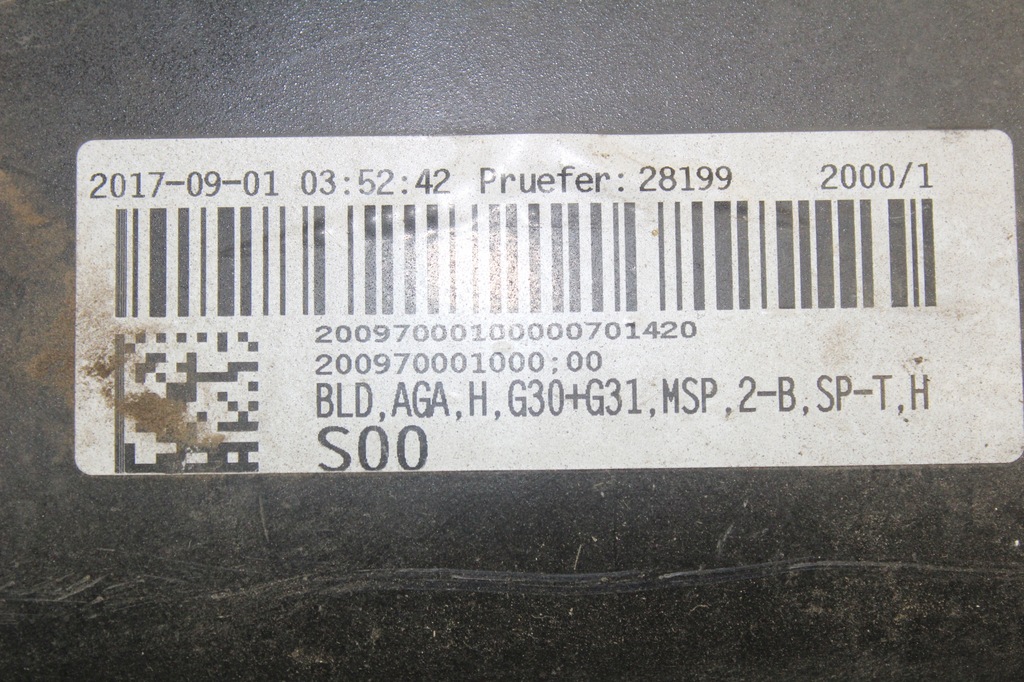 2017-09-01 03:52:42 Pruefer: 28199 2000/1
20097000100000701420
200970001000;00
BLD,AGA,H,G30+G31,MSP,2-B,SP-T,H
S00